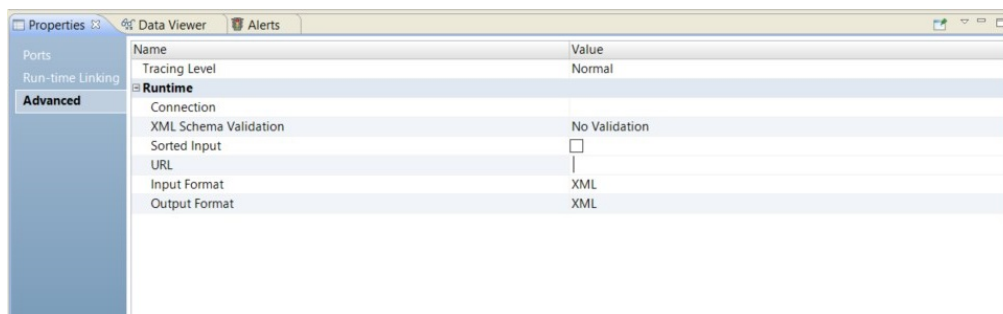 Properties Data Viewer Alerts
Ports
Run-time Linking
Advanced
Name Value
Tracing Level Normal
Runtime
Connection
XML Schema Validation No Validation
Sorted Input
URL
Input Format XML
Output Format XML